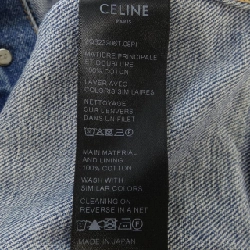 CELINE
PARIS
MATIERE PRINCIPALE
ET DOUBLURE
100% COTON
LAVER AVEC
COLORIS SIMILAIRES
NETTOYAGE
SUR L'ENVERS
DANS UN FILET
MAIN MATERIAL
AND LINING
100% COTTON
WASH WITH
SIMILAR COLORS
CLEANING ON
REVERSE IN A NET
MADE IN JAPAN